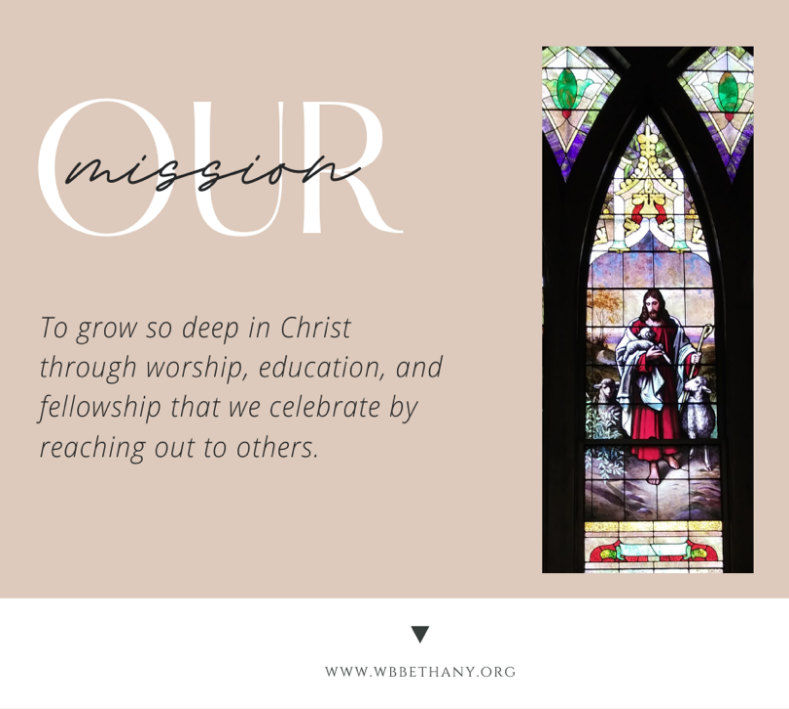 OUR
mission
To grow so deep in Christ
through worship, education, and
fellowship that we celebrate by
reaching out to others.
WWW.WBBETHANY.ORG